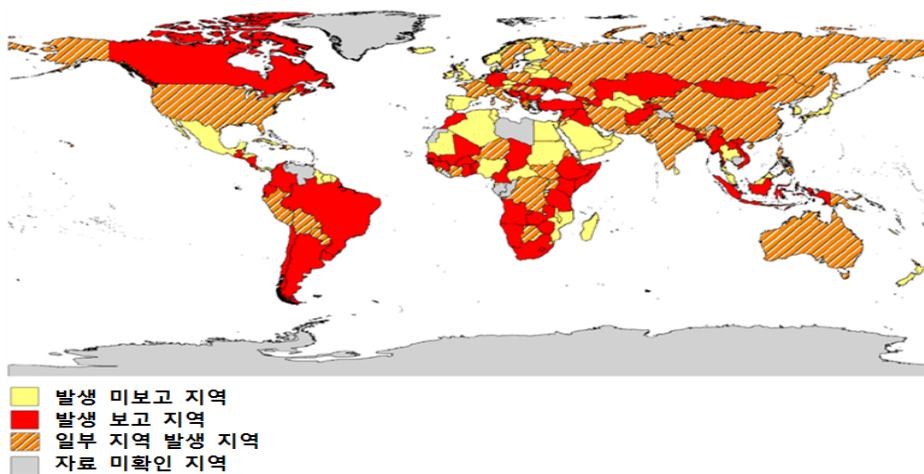 발생 미보고 지역
발생 보고 지역
일부 지역 발생 지역
자료 미확인 지역